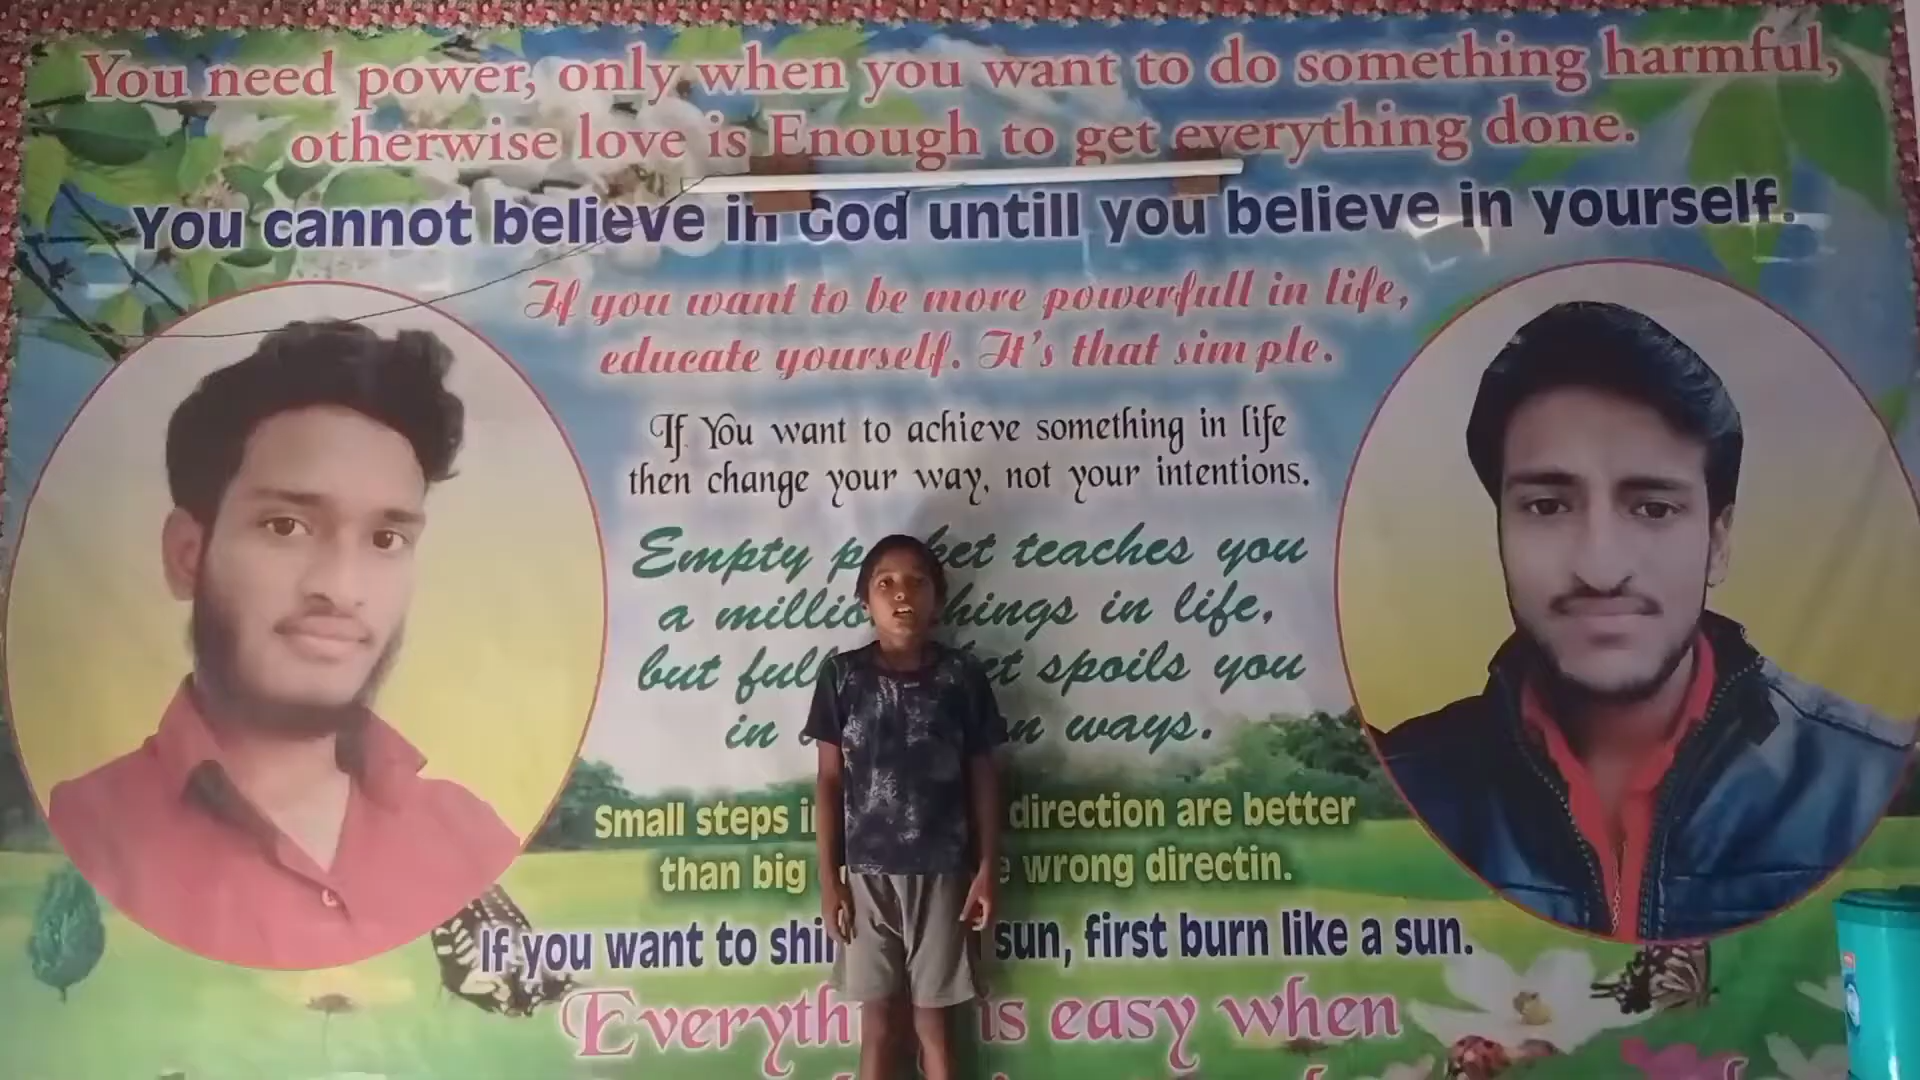 You need power, only when you want to do something harmful,
otherwise love is Enough to get everything done.
You cannot believe in God untill you believe in yourself.
If you want to be more powerfull in life,
educate yourself. It's that simple.
If You want to achieve something in life
then change your way, not your intentions.
Empty teaches you
a things in life,
but spoils you
in ways.
Small steps direction are better
than big wrong directin.
If you want to sun, first burn like a sun.
is easy when